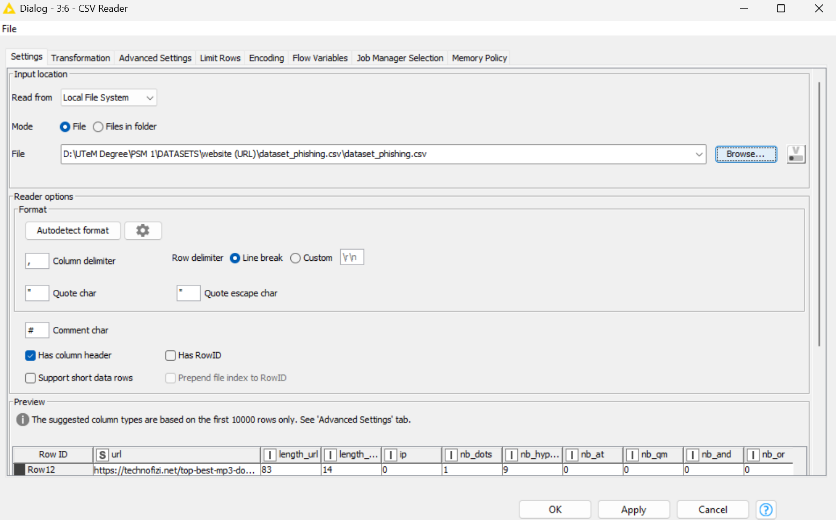 Dialog - 3:6 - CSV Reader
File
Settings Transformation Advanced Settings Limit Rows Encoding Flow Variables Job Manager Selection Memory Policy
Input location
Read from Local File System
Mode File Files in folder
File D:\UTeM Degree\PSM 1\DATASETS\website (URL)\dataset_phishing.csv\dataset_phishing.csv Browse... V
Reader options
Format
Autodetect format
, Column delimiter Row delimiter Line break Custom \r\n
" Quote char " Quote escape char
# Comment char
Has column header Has RowID
Support short data rows Prepend file index to RowID
Preview
i The suggested column types are based on the first 10000 rows only. See 'Advanced Settings' tab.
Row ID S url I length_url I length_... I ip I nb_dots I nb_hyp... I nb_at I nb_qm I nb_and I nb_or
Row12 https://technofizi.net/top-best-mp3-do... 83 14 0 1 9 0 0 0 0
OK Apply Cancel ?